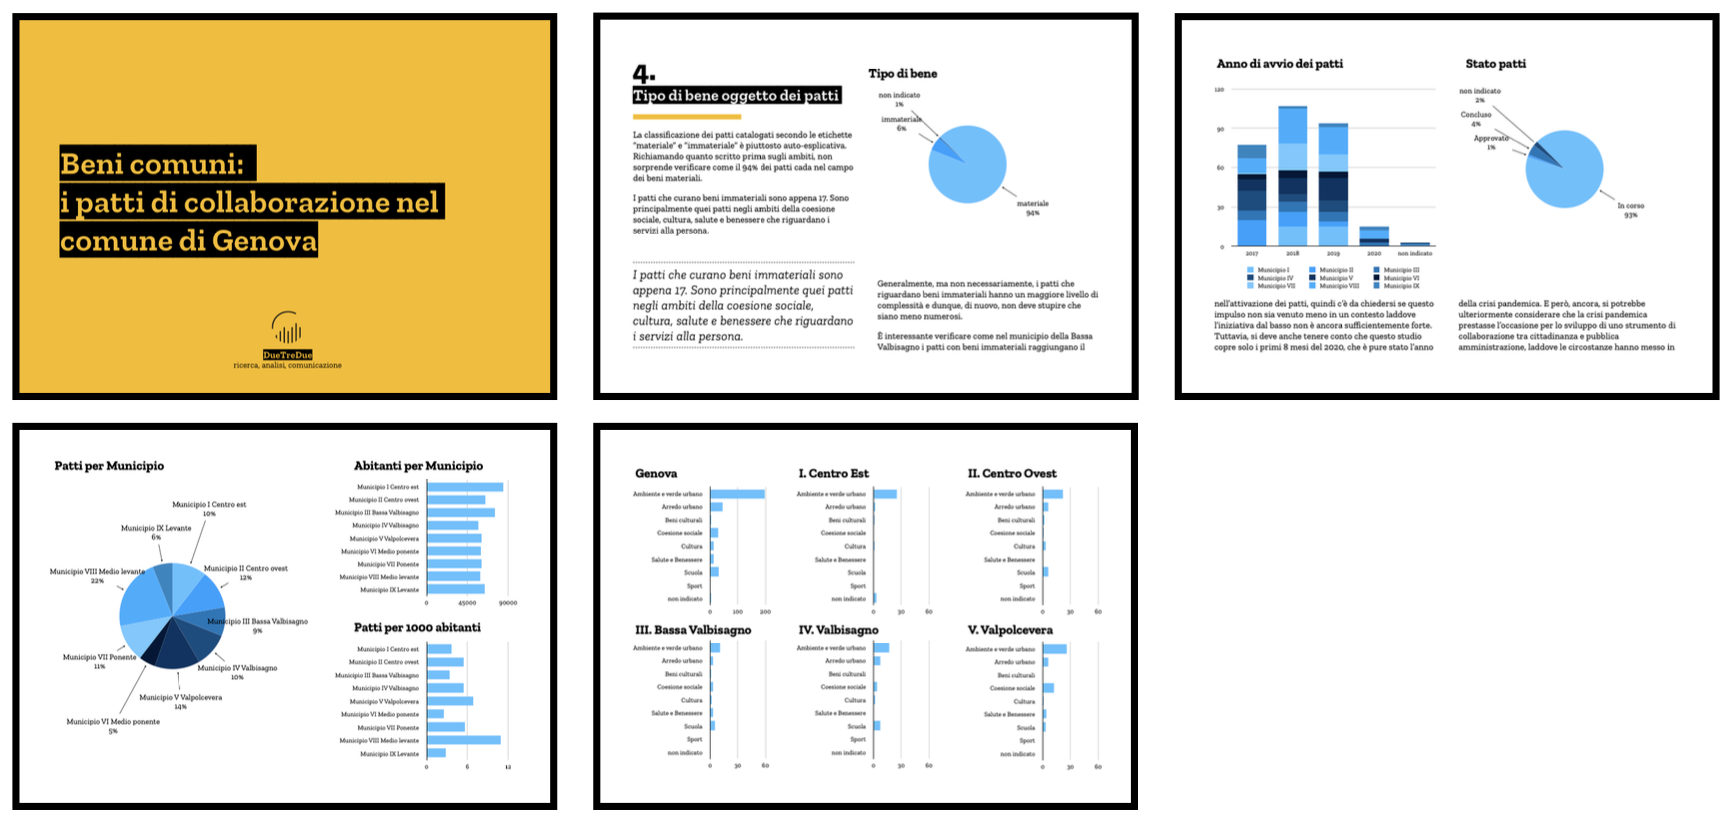 Beni comuni:
i patti di collaborazione nel
comune di Genova
DueTreDue
ricerca, analisi, comunicazione
4.
Tipo di bene oggetto dei patti
La classificazione dei patti catalogati secondo le etichette
"materiale" e "immateriale" è piuttosto auto-esplicativa.
Richiamando quanto scritto prima sugli ambiti, non
sorprende verificare come il 94% dei patti cada nel campo
dei beni materiali.
I patti che curano beni immateriali sono appena 17. Sono
principalmente quei patti negli ambiti della coesione
sociale, cultura, salute e benessere che riguardano i
servizi alla persona.
I patti che curano beni immateriali sono
appena 17. Sono principalmente quei patti
negli ambiti della coesione sociale,
cultura, salute e benessere che riguardano
i servizi alla persona.
Tipo di bene
non indicato
1%
immateriale
6%
materiale
94%
Generalmente, ma non necessariamente, i patti che
riguardano beni immateriali hanno un maggiore livello di
complessità e dunque, di nuovo, non deve stupire che
siano meno numerosi.
È interessante verificare come nel municipio della Bassa
Valbisagno i patti con beni immateriali raggiungano il
Anno di avvio dei patti
120
90
60
30
0
2017 2018 2019 2020 non indicato
Municipio I Municipio II Municipio III
Municipio IV Municipio V Municipio VI
Municipio VII Municipio VIII Municipio IX
nell'attivazione dei patti, quindi c'è da chiedersi se questo
impulso non sia venuto meno in un contesto laddove
l'iniziativa dal basso non è ancora sufficientemente forte.
Tuttavia, si deve anche tenere conto che questo studio
copre solo i primi 8 mesi del 2020, che è pure stato l'anno
Stato patti
non indicato
2%
Concluso
4%
Approvato
1%
In corso
93%
della crisi pandemica. E però, ancora, si potrebbe
ulteriormente considerare che la crisi pandemica
prestasse l'occasione per lo sviluppo di uno strumento di
collaborazione tra cittadinanza e pubblica
amministrazione, laddove le circostanze hanno messo in
Patti per Municipio
Municipio I Centro est
10%
Municipio IX Levante
6%
Municipio VIII Medio levante
22%
Municipio II Centro ovest
12%
Municipio III Bassa Valbisagno
9%
Municipio VII Ponente
11%
Municipio IV Valbisagno
10%
Municipio V Valpolcevera
14%
Municipio VI Medio ponente
5%
Abitanti per Municipio
Municipio I Centro est
Municipio II Centro ovest
Municipio III Bassa Valbisagno
Municipio IV Valbisagno
Municipio V Valpolcevera
Municipio VI Medio ponente
Municipio VII Ponente
Municipio VIII Medio levante
Municipio IX Levante
0 45000 90000
Patti per 1000 abitanti
Municipio I Centro est
Municipio II Centro ovest
Municipio III Bassa Valbisagno
Municipio IV Valbisagno
Municipio V Valpolcevera
Municipio VI Medio ponente
Municipio VII Ponente
Municipio VIII Medio levante
Municipio IX Levante
0 6 12
Genova
Ambiente e verde urbano
Arredo urbano
Beni culturali
Coesione sociale
Cultura
Salute e Benessere
Scuola
Sport
non indicato
0 100 200
I. Centro Est
Ambiente e verde urbano
Arredo urbano
Beni culturali
Coesione sociale
Cultura
Salute e Benessere
Scuola
Sport
non indicato
0 30 60
II. Centro Ovest
Ambiente e verde urbano
Arredo urbano
Beni culturali
Coesione sociale
Cultura
Salute e Benessere
Scuola
Sport
non indicato
0 30 60
III. Bassa Valbisagno
Ambiente e verde urbano
Arredo urbano
Beni culturali
Coesione sociale
Cultura
Salute e Benessere
Scuola
Sport
non indicato
0 30 60
IV. Valbisagno
Ambiente e verde urbano
Arredo urbano
Beni culturali
Coesione sociale
Cultura
Salute e Benessere
Scuola
Sport
non indicato
0 30 60
V. Valpolcevera
Ambiente e verde urbano
Arredo urbano
Beni culturali
Coesione sociale
Cultura
Salute e Benessere
Scuola
Sport
non indicato
0 30 60